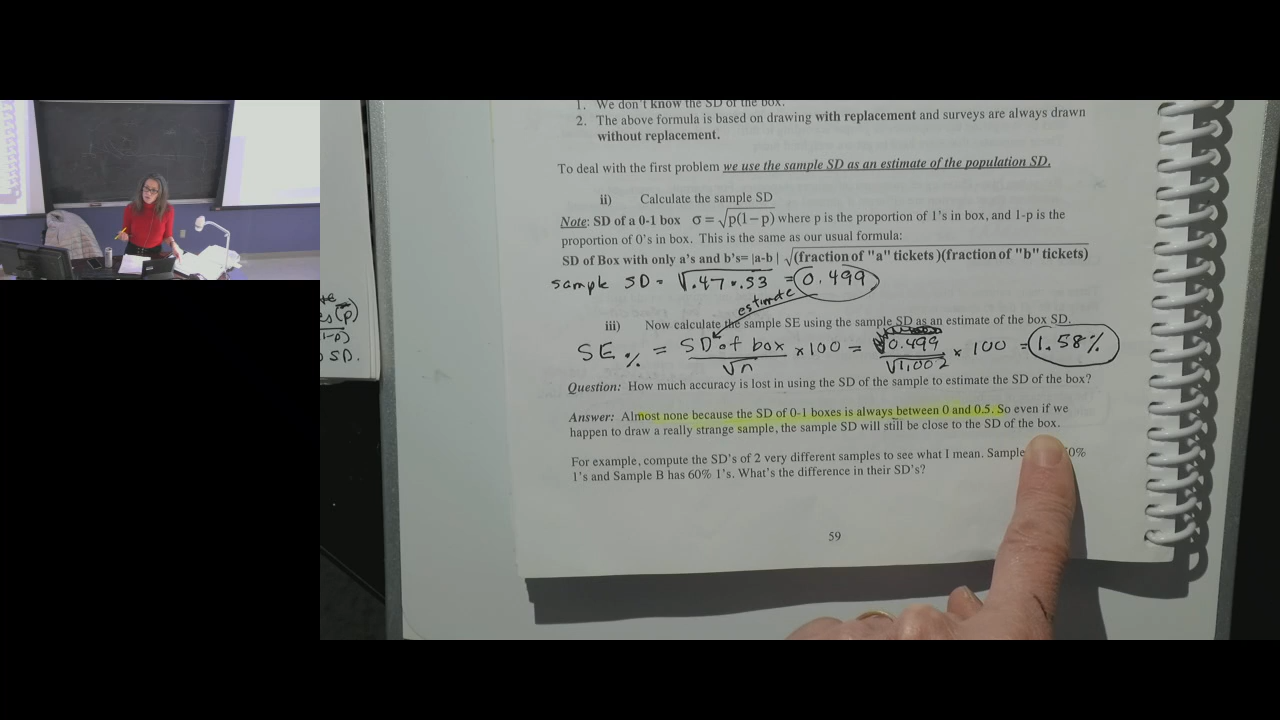 1. We don't know the SD of the box.
2. The above formula is based on drawing with replacement and surveys are always drawn
without replacement.
To deal with the first problem we use the sample SD as an estimate of the population SD.
ii) Calculate the sample SD
Note: SD of a 0-1 box σ = √p(1−p) where p is the proportion of 1's in box, and 1-p is the
proportion of 0's in box. This is the same as our usual formula:
SD of Box with only a's and b's= |a-b | √(fraction of "a" tickets)(fraction of "b" tickets)
sample SD = √.47 * .53 = 0.499
estimate
iii) Now calculate the sample SE using the sample SD as an estimate of the box SD.
SE% = SD of box / √n × 100 = 0.499 / √1,002 × 100 = 1.58%
Question: How much accuracy is lost in using the SD of the sample to estimate the SD of the box?
Answer: Almost none because the SD of 0-1 boxes is always between 0 and 0.5. So even if we
happen to draw a really strange sample, the sample SD will still be close to the SD of the box.
For example, compute the SD's of 2 very different samples to see what I mean. Sample
1's and Sample B has 60% 1's. What's the difference in their SD's?
59
(p)
1-p)
SD.